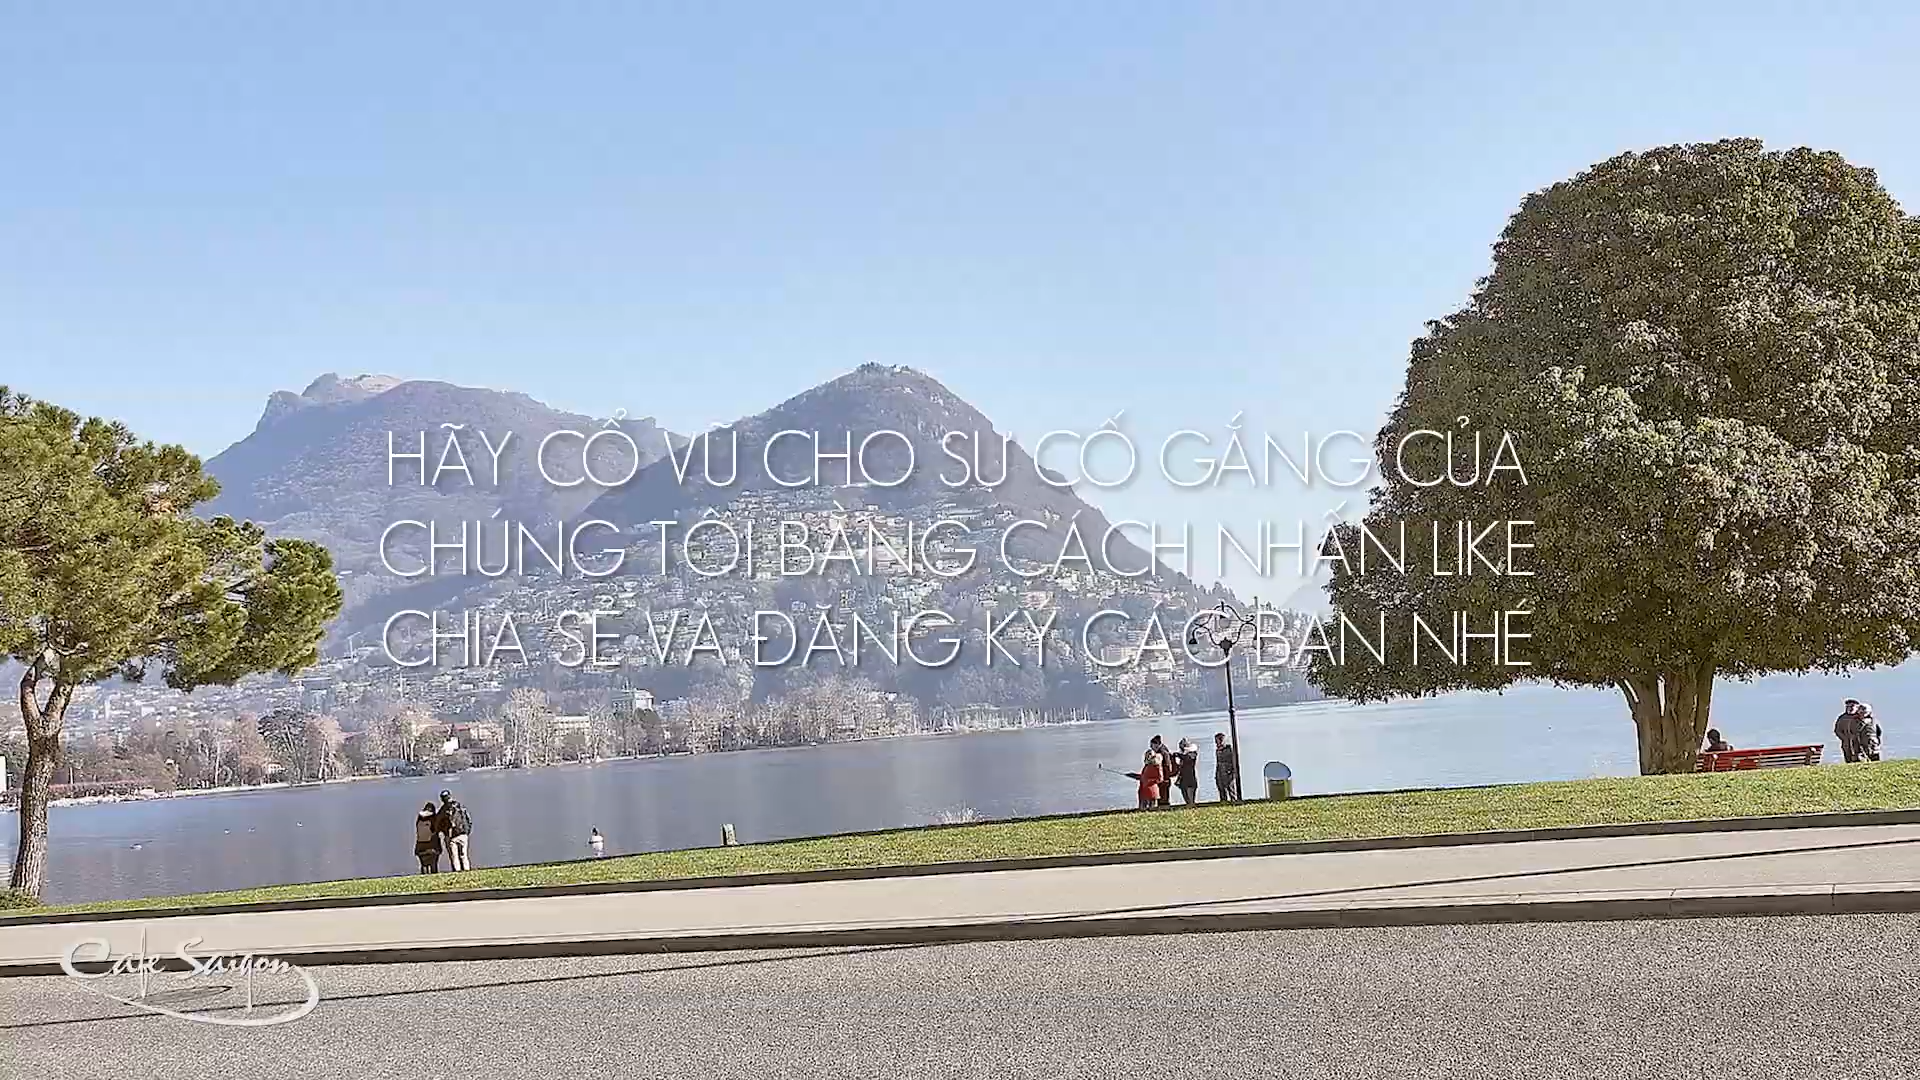 HÃY CỔ VŨ CHO SỰ CỐ GẮNG CỦA
CHÚNG TÔI BẰNG CÁCH NHẤN LIKE
CHIA SẺ VÀ ĐĂNG KÝ CÁC BẠN NHÉ
Cafe Saigon